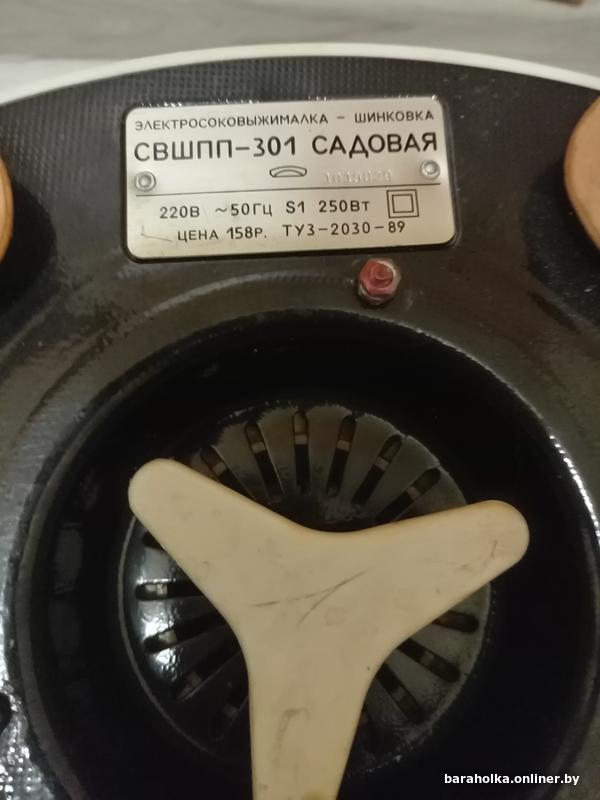 ЭЛЕКТРОСОКОВЫЖИМАЛКА - ШИНКОВКА
СВШПП-301 САДОВАЯ
220В ~50Гц S1 250Вт
ЦЕНА 158Р. ТУ3-2030-89
baraholka.onliner.by